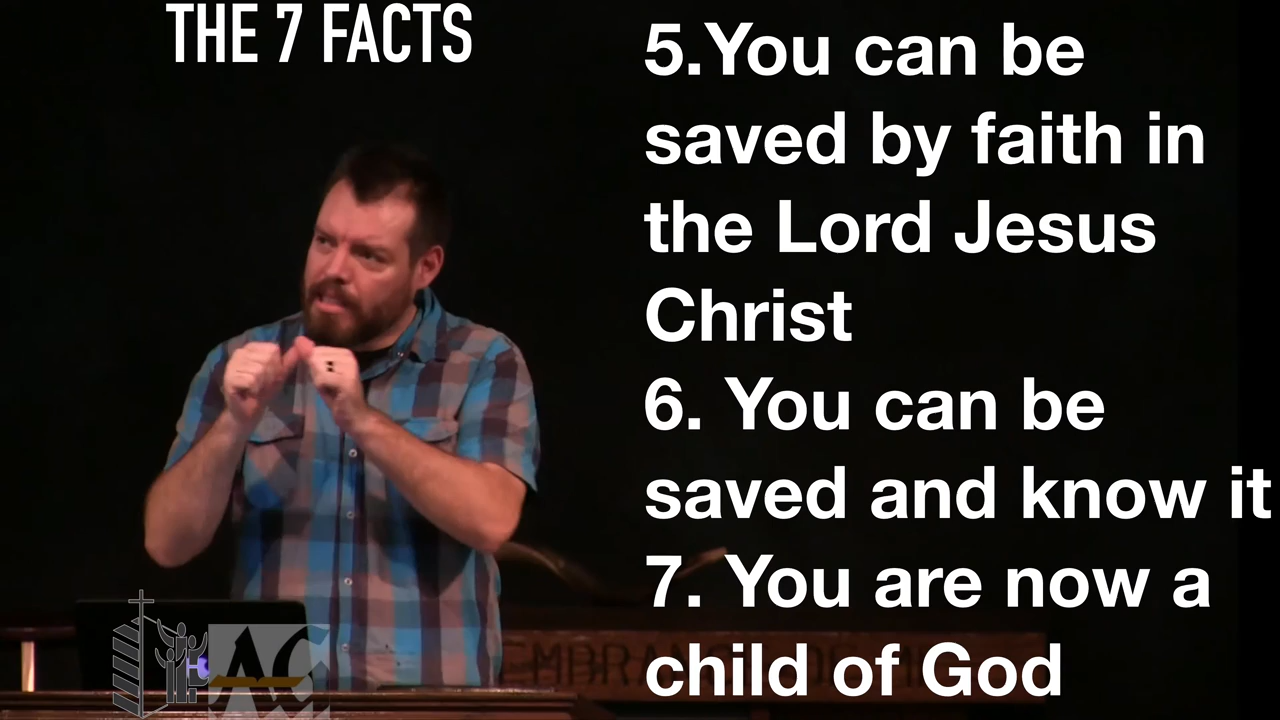 THE 7 FACTS
5.You can be
saved by faith in
the Lord Jesus
Christ
6. You can be
saved and know it
7. You are now a
child of God
AC